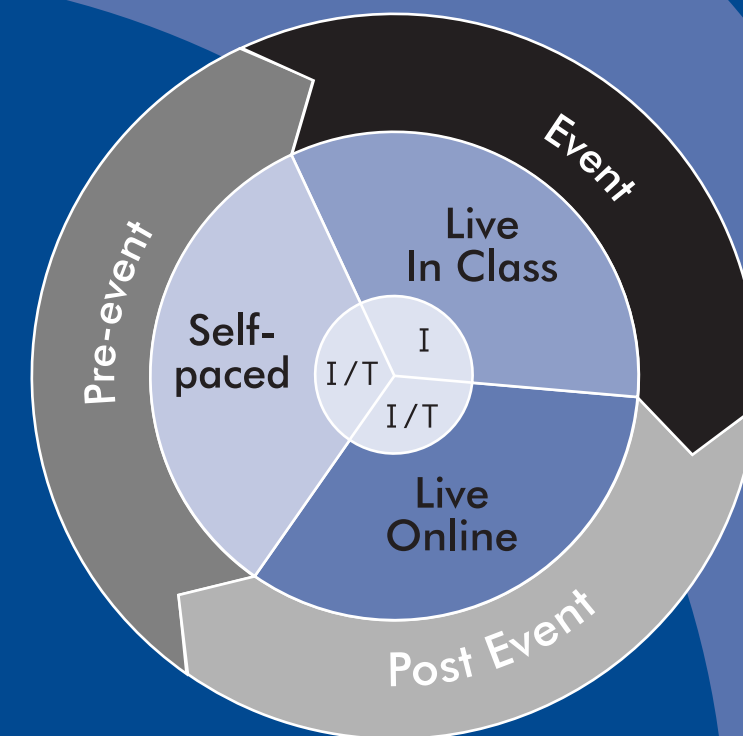 Event
Live
In Class
Pre-event
Self-
paced
I
I/T
I/T
Live
Online
Post Event